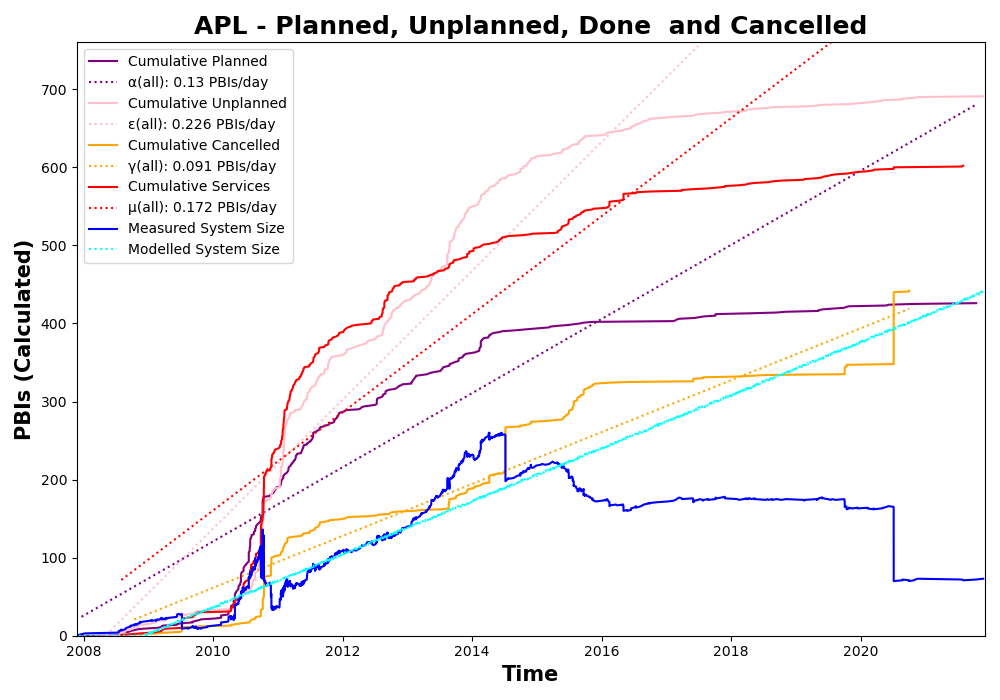 APL - Planned, Unplanned, Done  and Cancelled
Cumulative Planned
α(all): 0.13 PBIs/day
Cumulative Unplanned
ε(all): 0.226 PBIs/day
Cumulative Cancelled
γ(all): 0.091 PBIs/day
Cumulative Services
μ(all): 0.172 PBIs/day
Measured System Size
Modelled System Size
PBIs (Calculated)
700
600
500
400
300
200
100
0
2008
2010
2012
2014
2016
2018
2020
Time